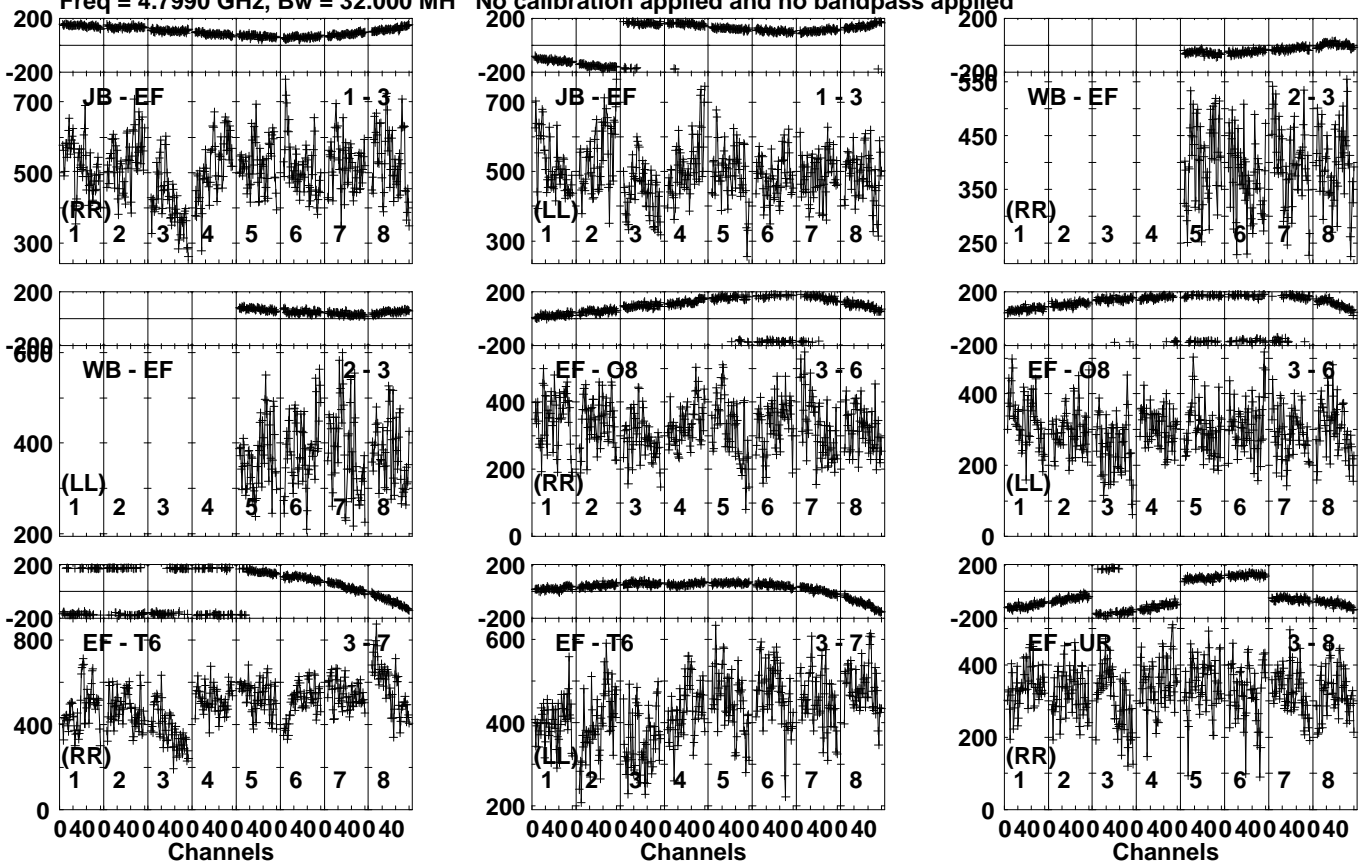 Freq = 4.7990 GHz, Bw = 32.000 MH No calibration applied and no bandpass applied
200
-200
700
500
300
JB - EF 1 - 3
(RR)
1 2 3 4 5 6 7 8
200
-200
700
500
300
JB - EF 1 - 3
(LL)
1 2 3 4 5 6 7 8
200
-200
550
450
350
250
WB - EF 2 - 3
(RR)
1 2 3 4 5 6 7 8
200
-200
600
400
200
WB - EF 2 - 3
(LL)
1 2 3 4 5 6 7 8
200
-200
400
200
0
EF - O8 3 - 6
(RR)
1 2 3 4 5 6 7 8
200
-200
400
200
0
EF - O8 3 - 6
(LL)
1 2 3 4 5 6 7 8
200
-200
800
600
400
0
EF - T6 3 - 7
(RR)
1 2 3 4 5 6 7 8
0 40 0 40 0 40 0 40 0 40 0 40 0 40 0 40
Channels
200
-200
600
400
200
EF - T6 3 - 7
(LL)
1 2 3 4 5 6 7 8
0 40 0 40 0 40 0 40 0 40 0 40 0 40 0 40
Channels
200
-200
400
200
0
EF - UR 3 - 8
(RR)
1 2 3 4 5 6 7 8
0 40 0 40 0 40 0 40 0 40 0 40 0 40 0 40
Channels